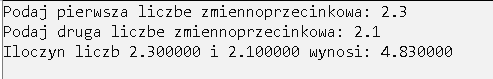 Podaj pierwsza liczbe zmiennoprzecinkowa: 2.3
Podaj druga liczbe zmiennoprzecinkowa: 2.1
Iloczyn liczb 2.300000 i 2.100000 wynosi: 4.830000